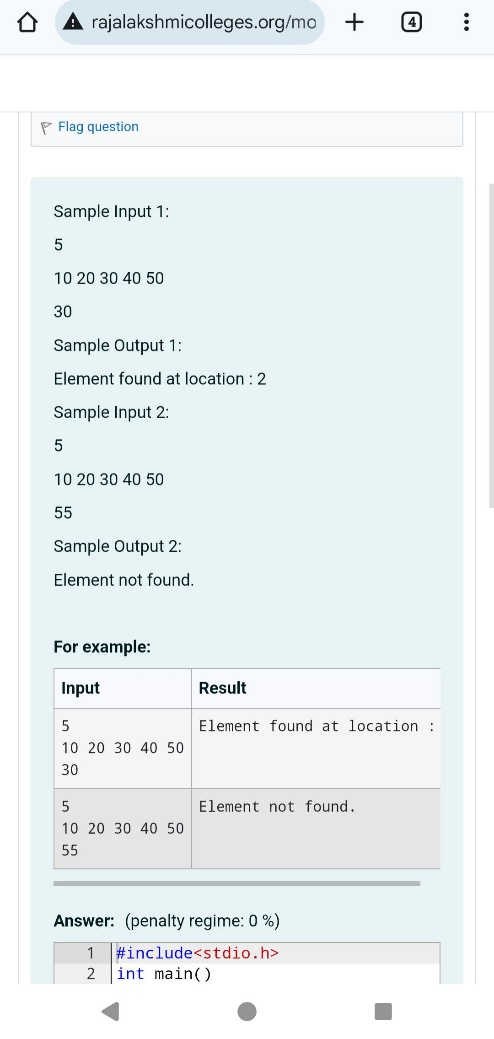 rajalakshmicolleges.org/mo
4
Flag question
Sample Input 1:
5
10 20 30 40 50
30
Sample Output 1:
Element found at location : 2
Sample Input 2:
5
10 20 30 40 50
55
Sample Output 2:
Element not found.
For example:
Input Result
5 Element found at location :
10 20 30 40 50
30
5 Element not found.
10 20 30 40 50
55
Answer: (penalty regime: 0 %)
1 #include<stdio.h>
2 int main()